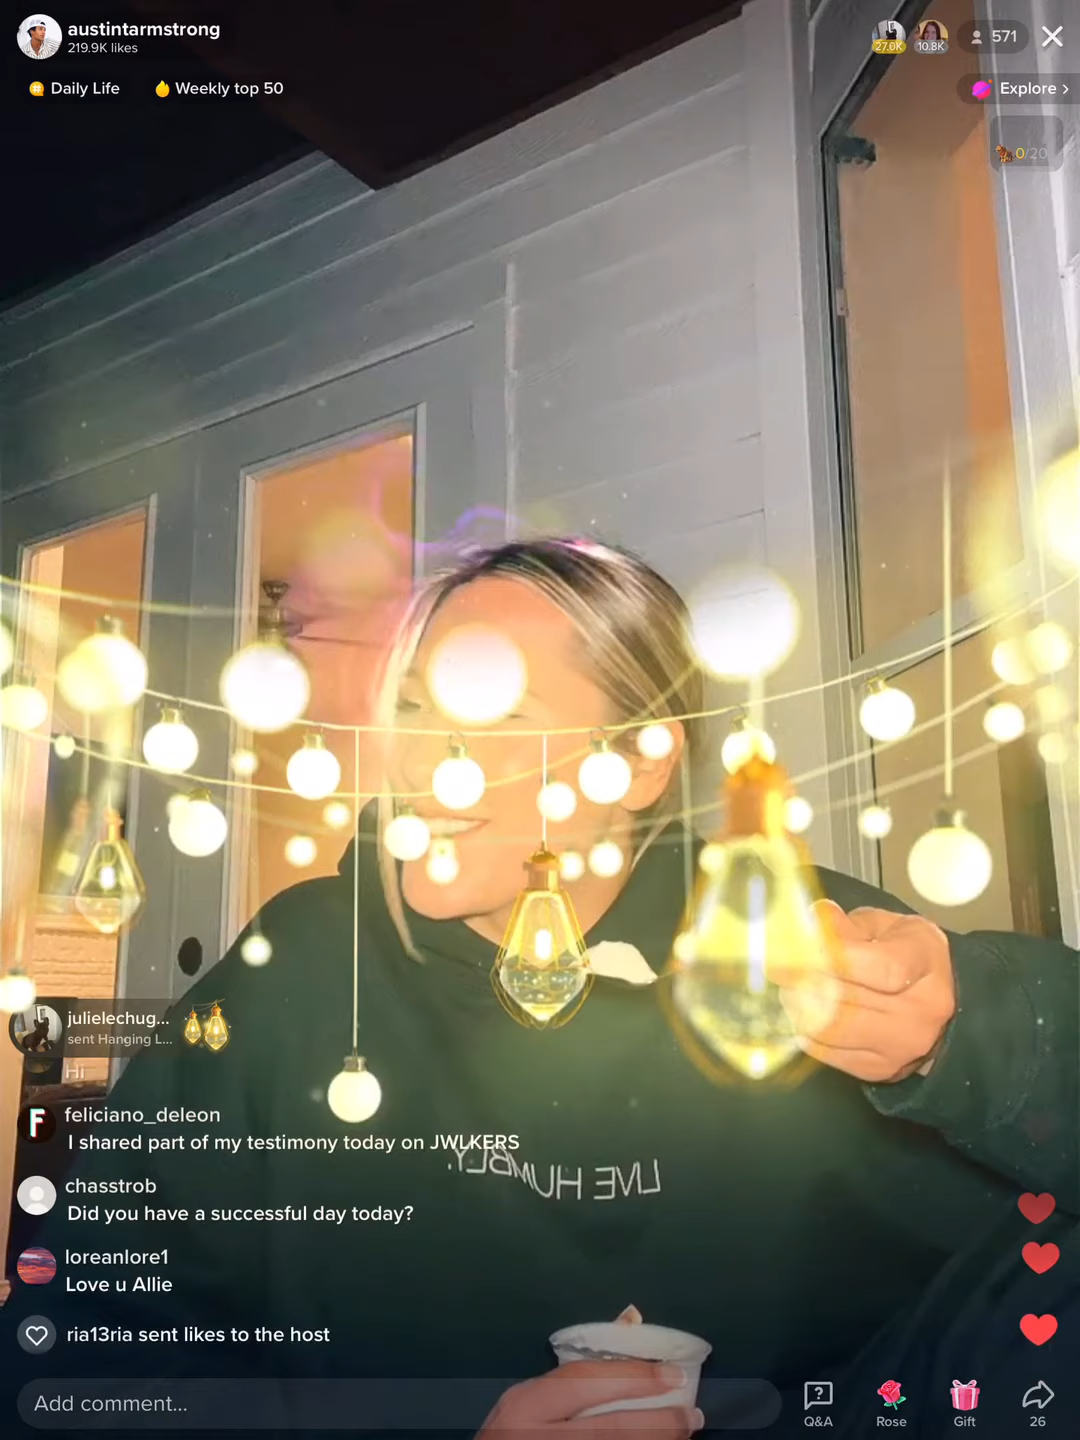 austintarmstrong
219.9K likes
27.0K
10.8K
571
Daily Life
Weekly top 50
Explore >
0/20
julielechug...
sent Hanging L...
Hi
feliciano_deleon
I shared part of my testimony today on JWLKERS
LIVE HUMBLY.
chasstrob
Did you have a successful day today?
loreanlore1
Love u Allie
ria13ria sent likes to the host
Add comment...
Q&A
Rose
Gift
26